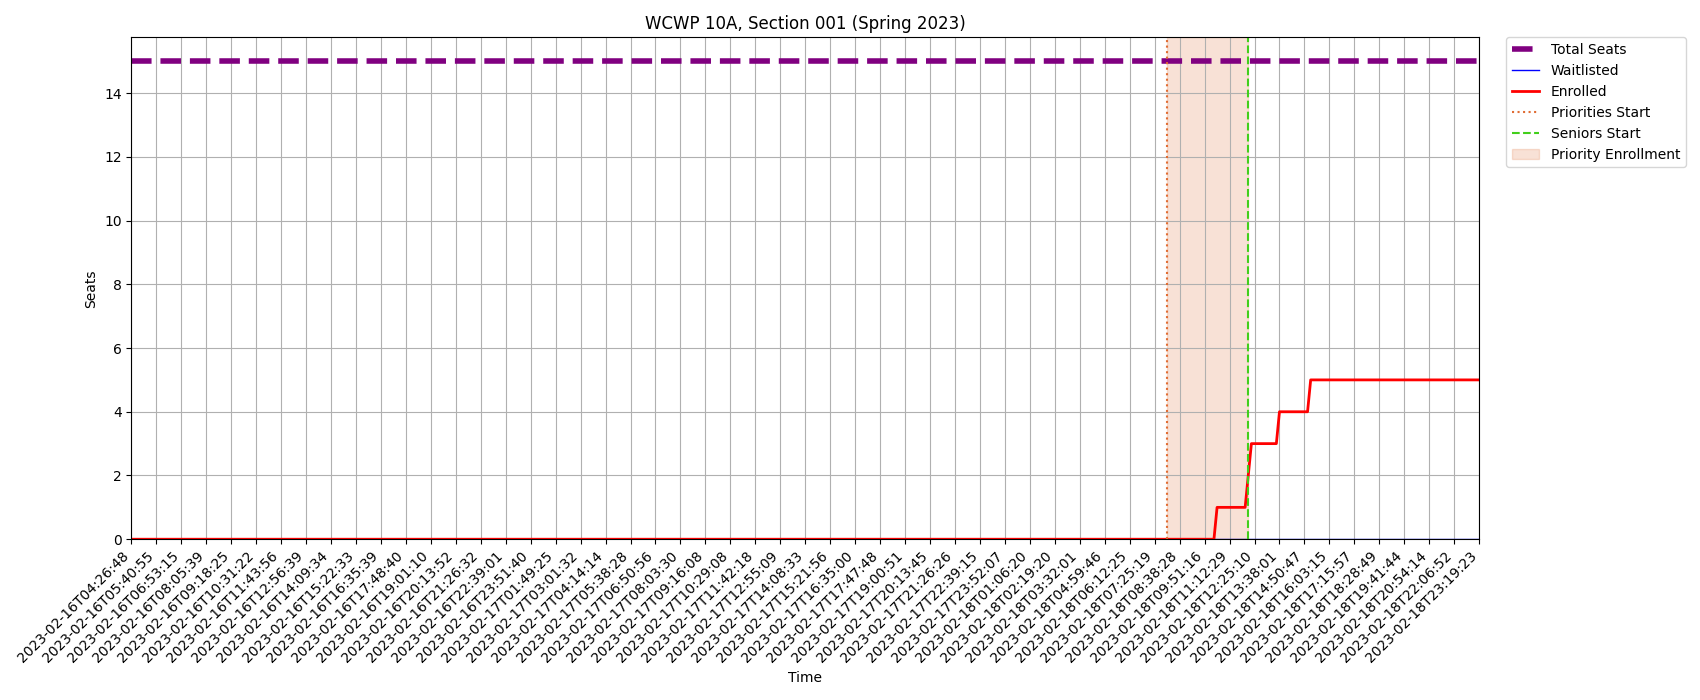 WCWP 10A, Section 001 (Spring 2023)
Total Seats
Waitlisted
Enrolled
Priorities Start
Seniors Start
Priority Enrollment
Seats
14
12
10
8
6
4
2
0
2023-02-16T04:26:48
2023-02-16T05:40:55
2023-02-16T06:53:15
2023-02-16T08:05:39
2023-02-16T09:18:25
2023-02-16T10:31:22
2023-02-16T11:43:56
2023-02-16T12:56:39
2023-02-16T14:09:34
2023-02-16T15:22:33
2023-02-16T16:35:39
2023-02-16T17:48:40
2023-02-16T19:01:10
2023-02-16T20:13:52
2023-02-16T21:26:32
2023-02-16T22:39:01
2023-02-16T23:51:40
2023-02-17T01:49:25
2023-02-17T03:01:32
2023-02-17T04:14:14
2023-02-17T05:38:28
2023-02-17T06:50:56
2023-02-17T08:03:30
2023-02-17T09:16:08
2023-02-17T10:29:08
2023-02-17T11:42:18
2023-02-17T12:55:09
2023-02-17T14:08:33
2023-02-17T15:21:56
2023-02-17T16:35:00
2023-02-17T17:47:48
2023-02-17T19:00:51
2023-02-17T20:13:45
2023-02-17T21:26:26
2023-02-17T22:39:15
2023-02-17T23:52:07
2023-02-18T01:06:20
2023-02-18T02:19:20
2023-02-18T03:32:01
2023-02-18T04:59:46
2023-02-18T06:12:25
2023-02-18T07:25:19
2023-02-18T08:38:28
2023-02-18T09:51:16
2023-02-18T11:12:29
2023-02-18T12:25:10
2023-02-18T13:38:01
2023-02-18T14:50:47
2023-02-18T16:03:15
2023-02-18T17:15:57
2023-02-18T18:28:49
2023-02-18T19:41:44
2023-02-18T20:54:14
2023-02-18T22:06:52
2023-02-18T23:19:23
Time